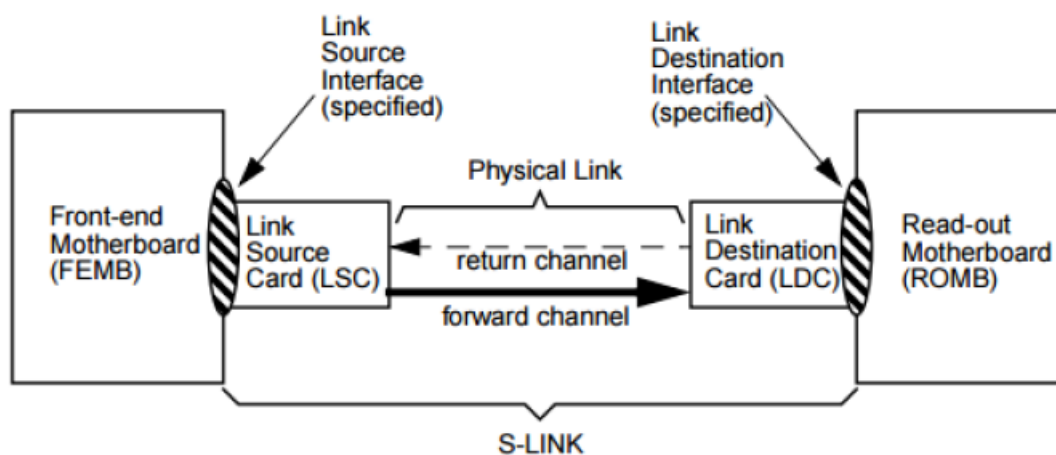 Link
Source
Interface
(specified)
Link
Destination
Interface
(specified)
Physical Link
Front-end
Motherboard
(FEMB)
Link
Source
Card (LSC)
return channel
forward channel
Link
Destination
Card (LDC)
Read-out
Motherboard
(ROMB)
S-LINK